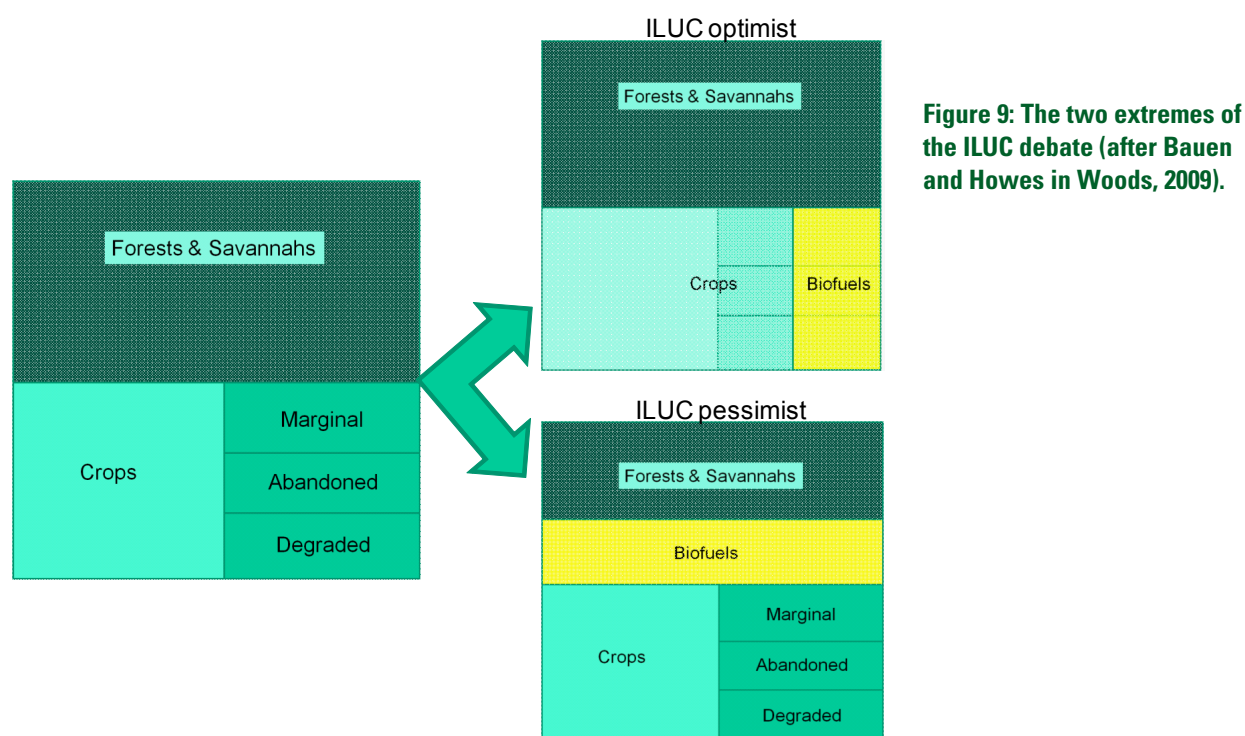 ILUC optimist
Forests & Savannahs
Crops
Biofuels
Figure 9: The two extremes of
the ILUC debate (after Bauen
and Howes in Woods, 2009).
Forests & Savannahs
Crops
Marginal
Abandoned
Degraded
ILUC pessimist
Forests & Savannahs
Biofuels
Crops
Marginal
Abandoned
Degraded